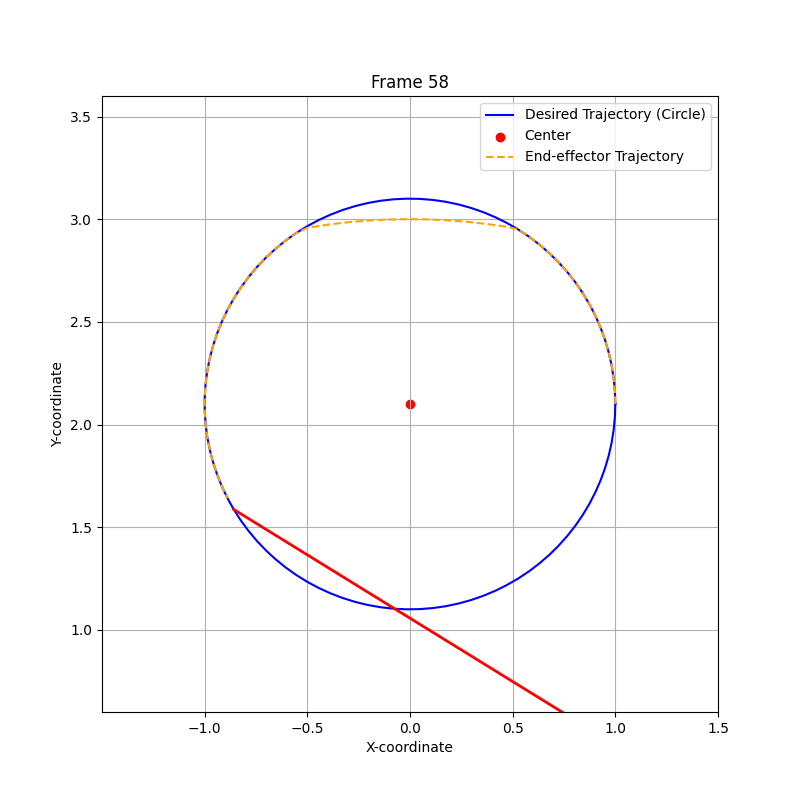 Frame 58
Desired Trajectory (Circle)
Center
End-effector Trajectory
3.5
3.0
2.5
2.0
1.5
1.0
Y-coordinate
−1.0 −0.5 0.0 0.5 1.0 1.5
X-coordinate